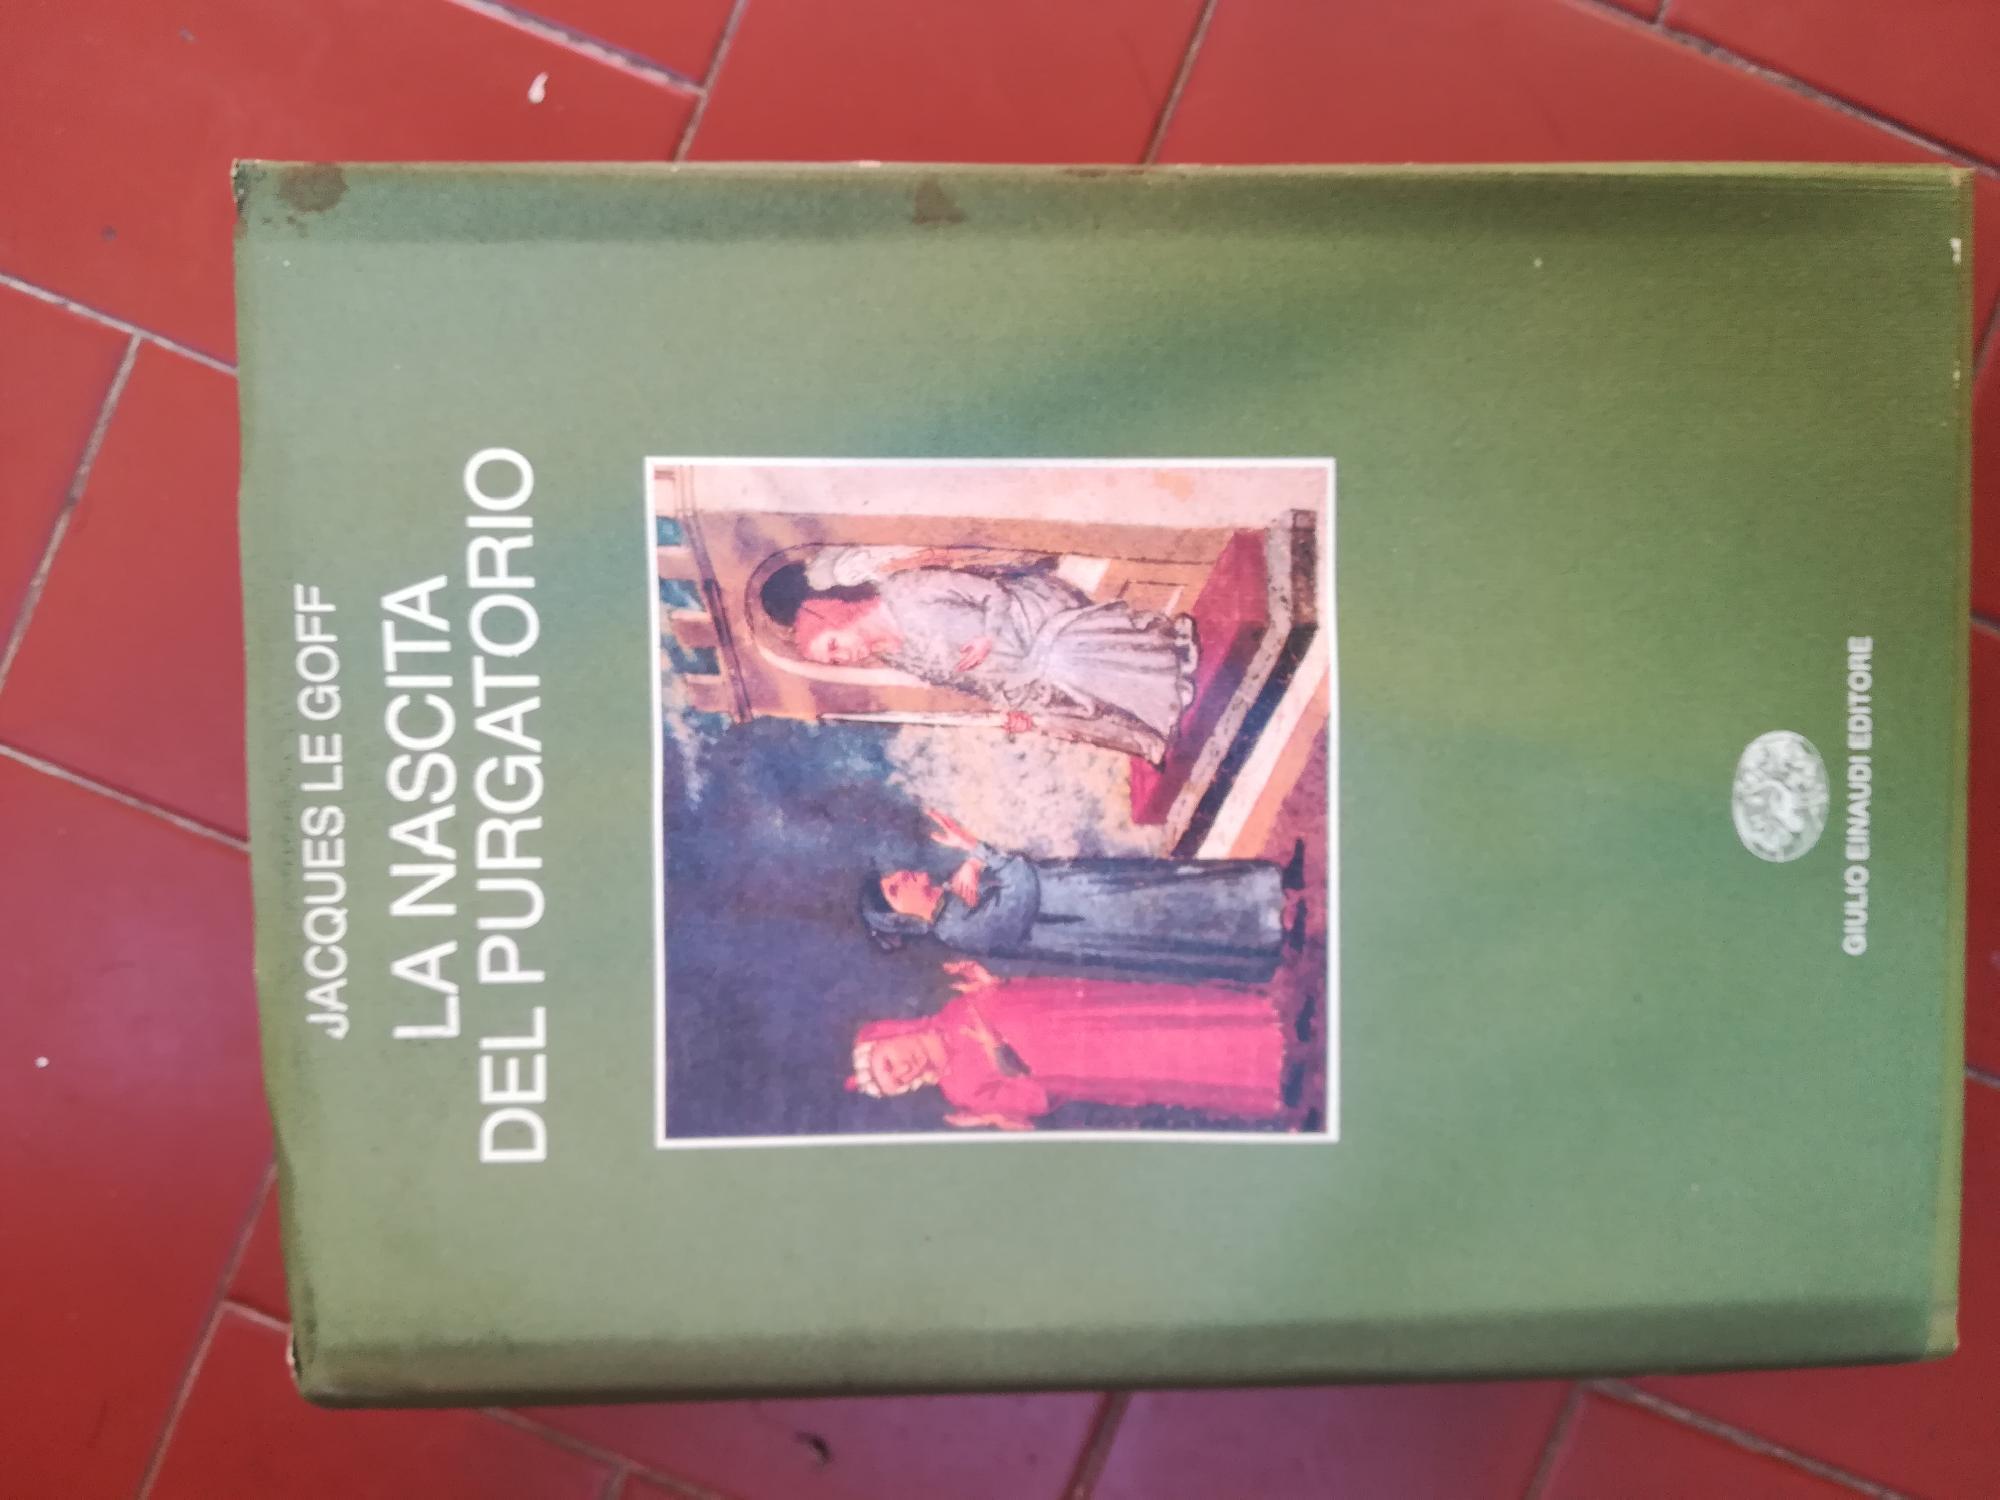 JACQUES LE GOFF
LA NASCITA
DEL PURGATORIO
GIULIO EINAUDI EDITORE